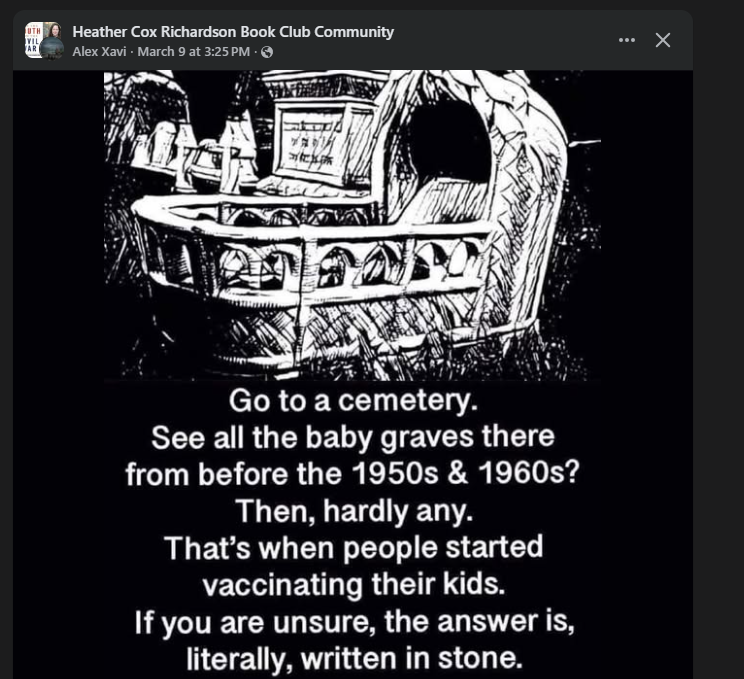 Heather Cox Richardson Book Club Community
Alex Xavi · March 9 at 3:25 PM ·
Go to a cemetery.
See all the baby graves there
from before the 1950s & 1960s?
Then, hardly any.
That's when people started
vaccinating their kids.
If you are unsure, the answer is,
literally, written in stone.